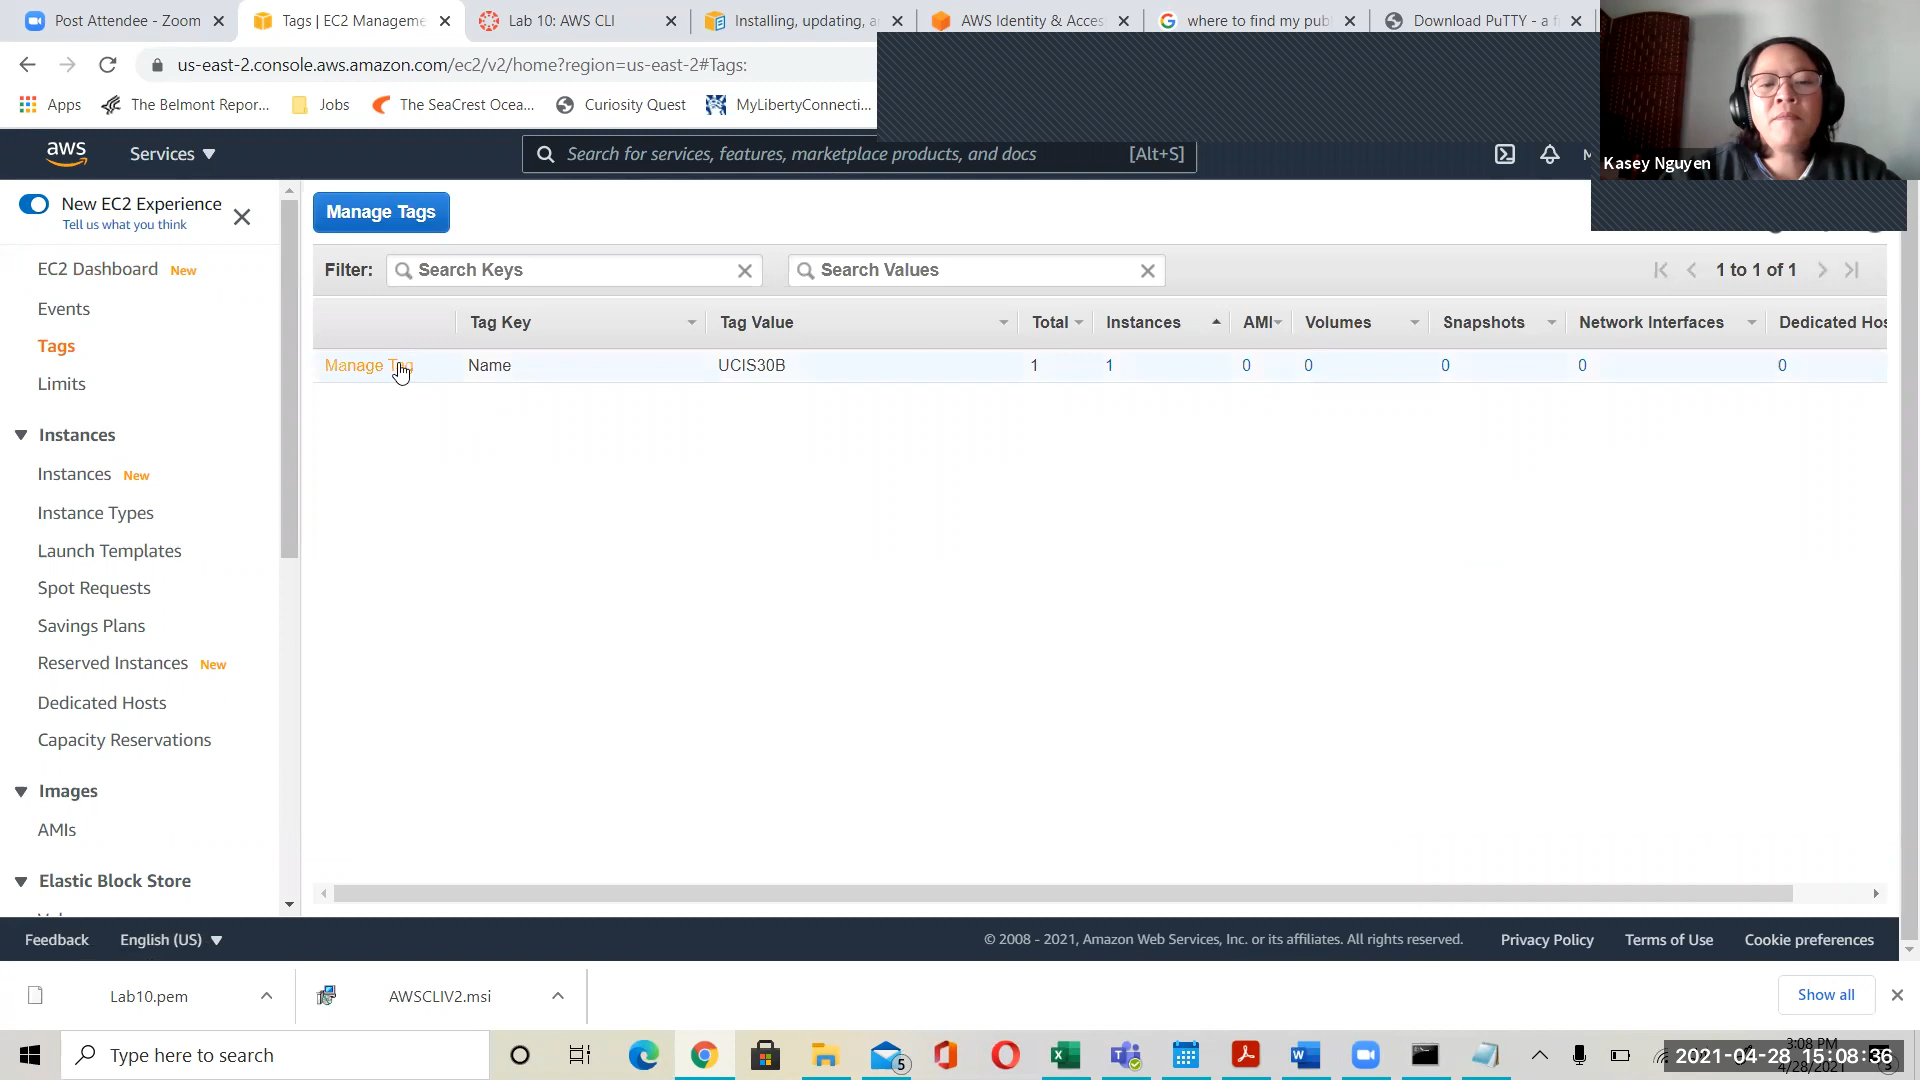 Post Attendee - Zoom
Tags | EC2 Manageme
Lab 10: AWS CLI
Installing, updating, a
AWS Identity & Acces
where to find my pub
Download PuTTY - a f
us-east-2.console.aws.amazon.com/ec2/v2/home?region=us-east-2#Tags:
Apps
The Belmont Repor...
Jobs
The SeaCrest Ocea...
Curiosity Quest
MyLibertyConnecti...
Kasey Nguyen
aws
Services
Search for services, features, marketplace products, and docs
[Alt+S]
New EC2 Experience
Tell us what you think
Manage Tags
EC2 Dashboard New
Events
Tags
Limits
Instances
Instances New
Instance Types
Launch Templates
Spot Requests
Savings Plans
Reserved Instances New
Dedicated Hosts
Capacity Reservations
Images
AMIs
Elastic Block Store
Filter:
Search Keys
Search Values
1 to 1 of 1
Tag Key Tag Value Total Instances AMI Volumes Snapshots Network Interfaces Dedicated Hos
Manage Tag Name UCIS30B 1 1 0 0 0 0 0
Feedback
English (US)
© 2008 - 2021, Amazon Web Services, Inc. or its affiliates. All rights reserved.
Privacy Policy
Terms of Use
Cookie preferences
Lab10.pem
AWSCLIV2.msi
Show all
Type here to search
5
3:08 PM
2021-04-28 15:08:36